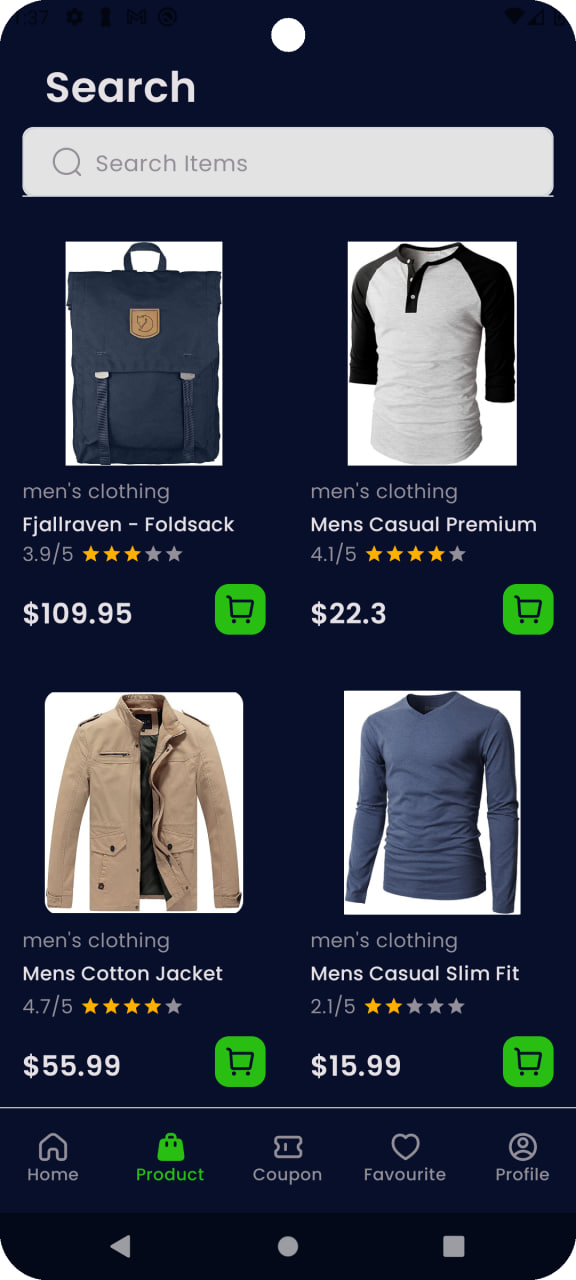 :37
Search
Search Items
men's clothing
Fjallraven - Foldsack
3.9/5
$109.95
men's clothing
Mens Casual Premium
4.1/5
$22.3
men's clothing
Mens Cotton Jacket
4.7/5
$55.99
men's clothing
Mens Casual Slim Fit
2.1/5
$15.99
Home
Product
Coupon
Favourite
Profile